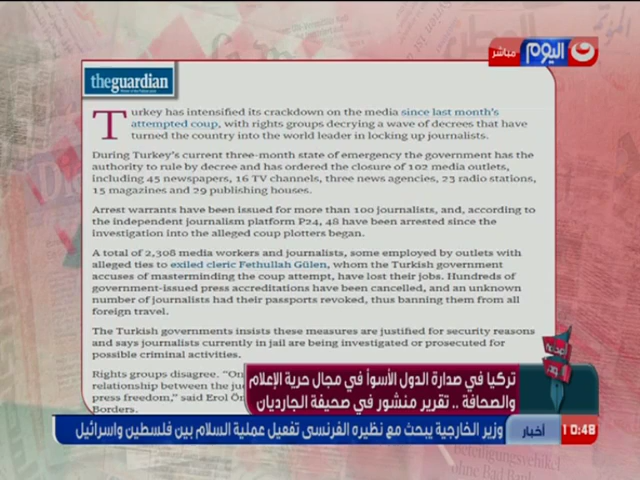 اليوم
مباشر
theguardian
Turkey has intensified its crackdown on the media since last month's
attempted coup, with rights groups decrying a wave of decrees that have
turned the country into the world leader in locking up journalists.
During Turkey's current three-month state of emergency the government has the
authority to rule by decree and has ordered the closure of 102 media outlets,
including 45 newspapers, 16 TV channels, three news agencies, 23 radio stations,
15 magazines and 29 publishing houses.
Arrest warrants have been issued for more than 100 journalists, and, according to
the independent journalism platform P24, 48 have been arrested since the
investigation into the alleged coup plotters began.
A total of 2,308 media workers and journalists, some employed by outlets with
alleged ties to exiled cleric Fethullah Gülen, whom the Turkish government
accuses of masterminding the coup attempt, have lost their jobs. Hundreds of
government-issued press accreditations have been cancelled, and an unknown
number of journalists had their passports revoked, thus banning them from all
foreign travel.
The Turkish governments insists these measures are justified for security reasons
and says journalists currently in jail are being investigated or prosecuted for
possible criminal activities.
Rights groups disagree. "On
relationship between the ju
press freedom," said Erol Ön
Borders.
تركيا في صدارة الدول الأسوأ في مجال حرية الإعلام
والصحافة .. تقرير منشور في صحيفة الجارديان
أخبار
وزير الخارجية يبحث مع نظيره الفرنسى تفعيل عملية السلام بين فلسطين واسرائيل
10:48